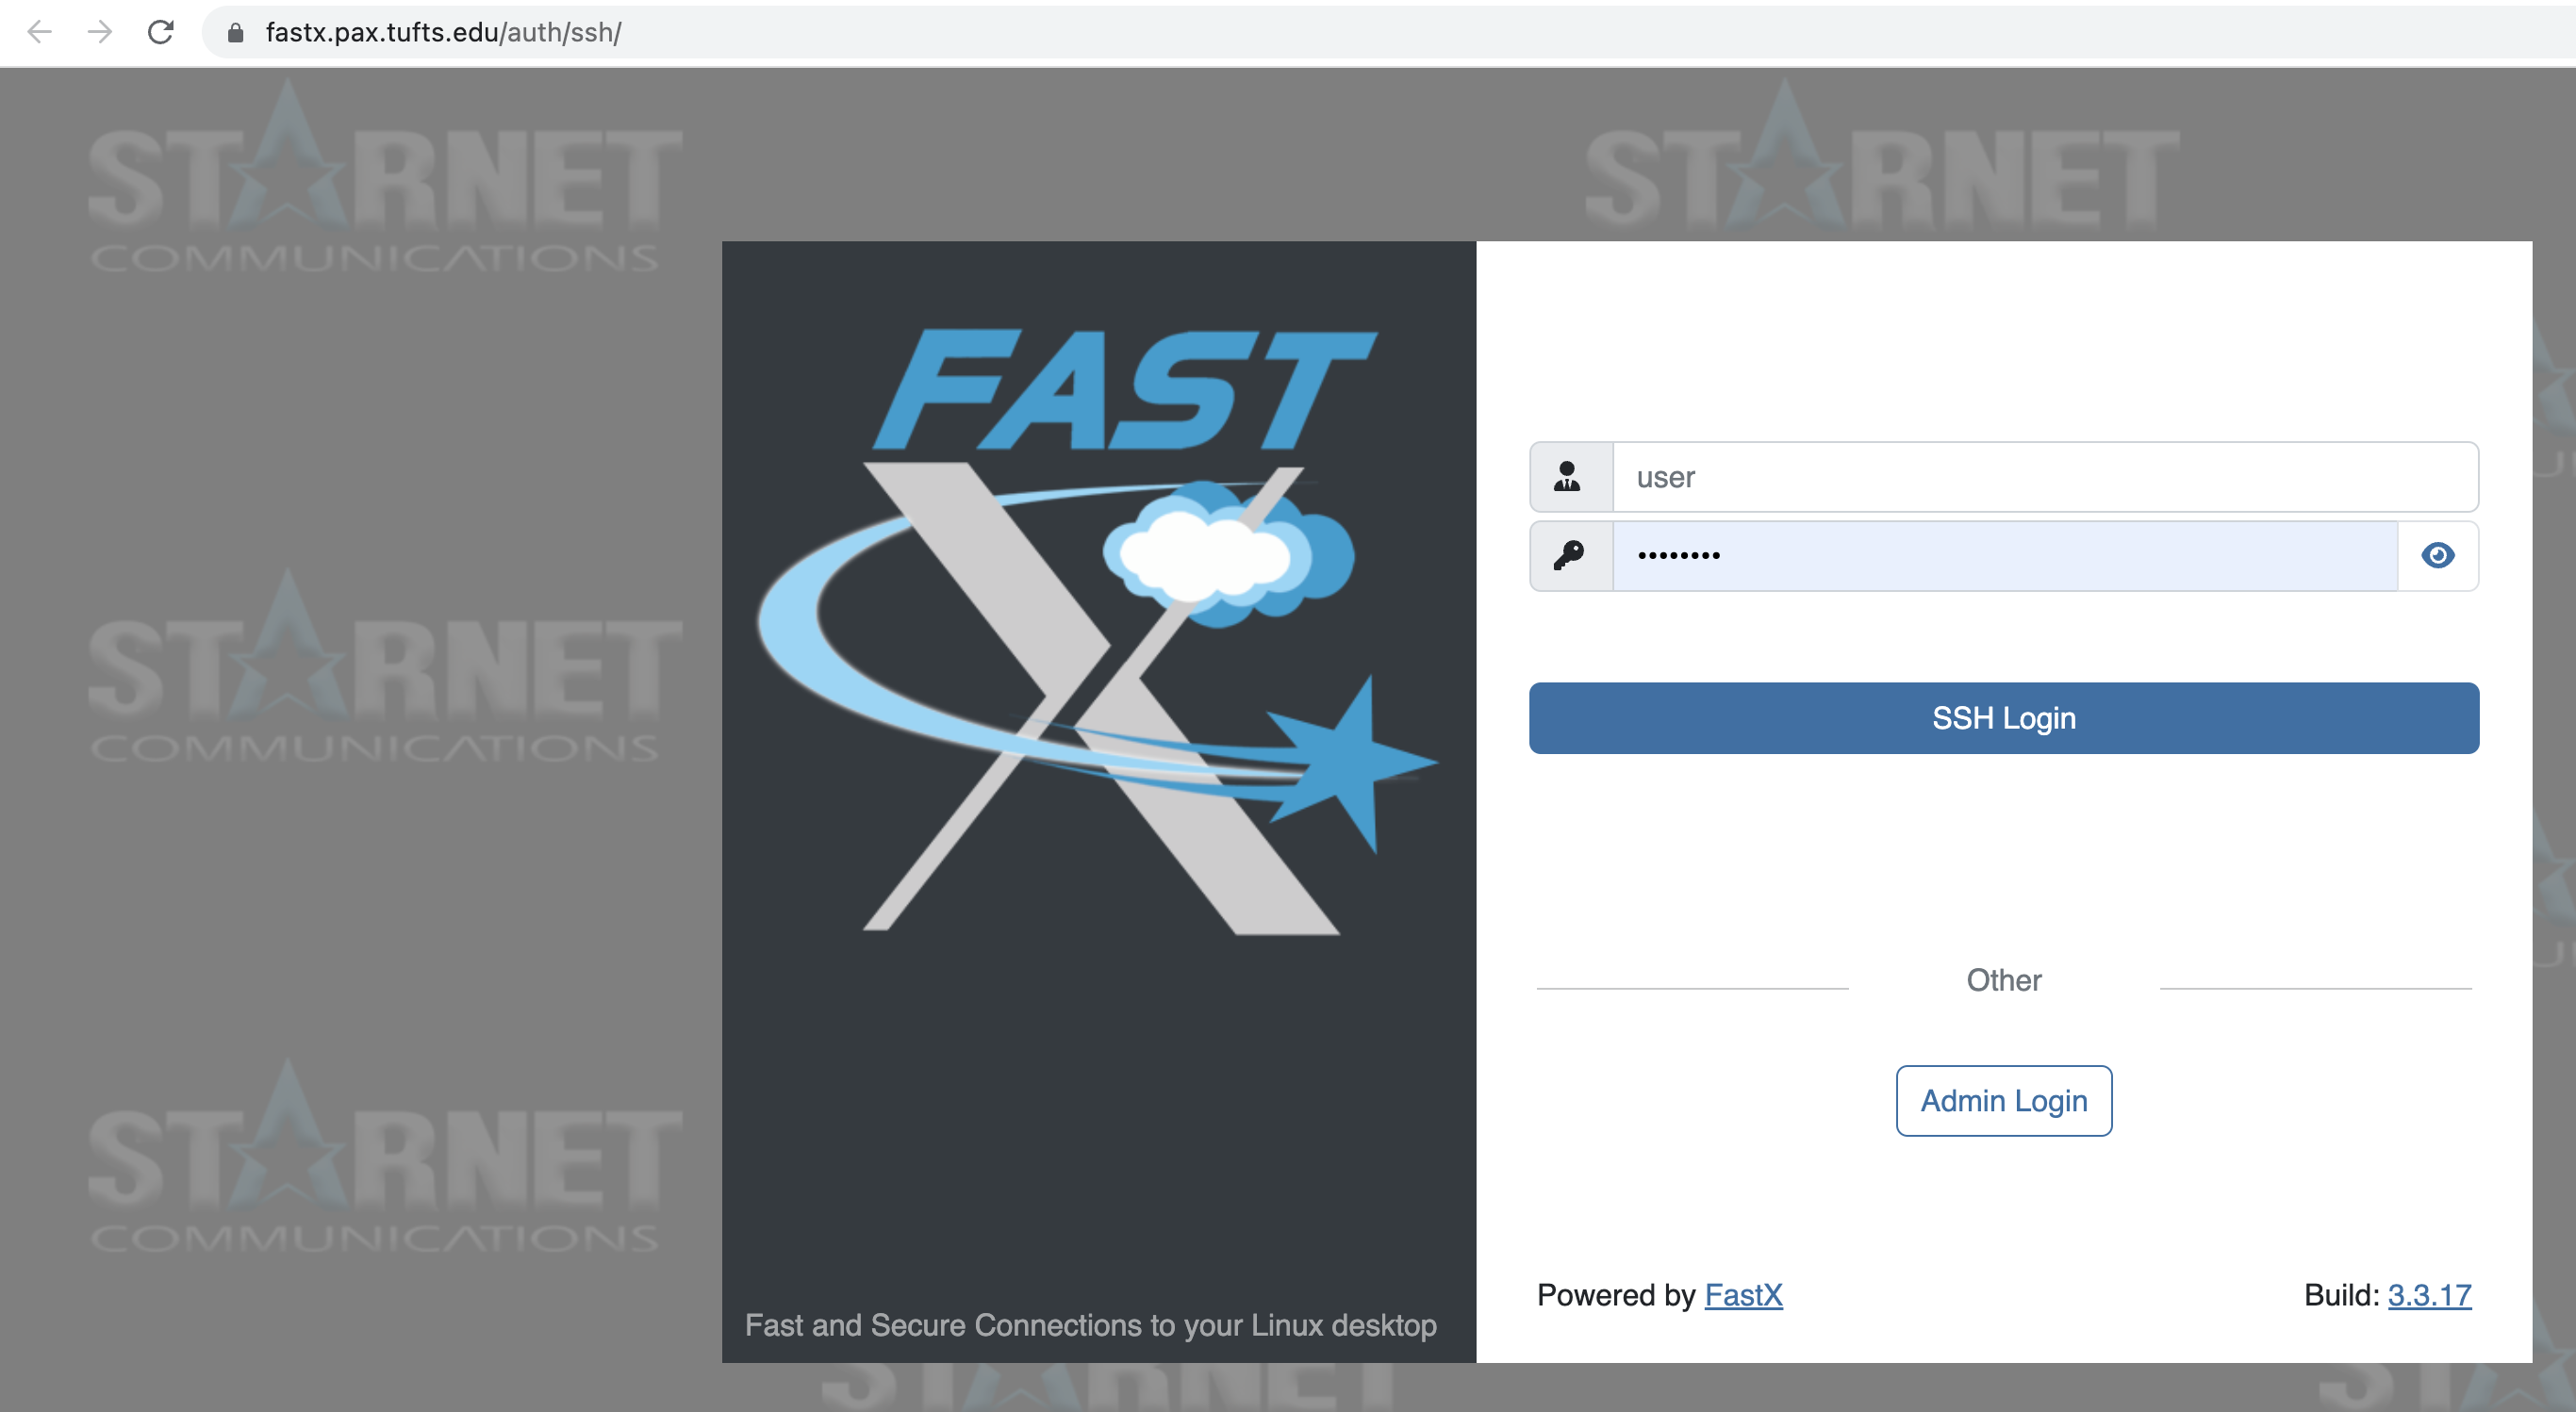 fastx.pax.tufts.edu/auth/ssh/
STARNET
COMMUNICATIONS
STARNET
FAST
X
user
••••••••
SSH Login
STARNET
COMMUNICATIONS
Other
Admin Login
STARNET
COMMUNICATIONS
Powered by FastX
Build: 3.3.17
Fast and Secure Connections to your Linux desktop
STARNET